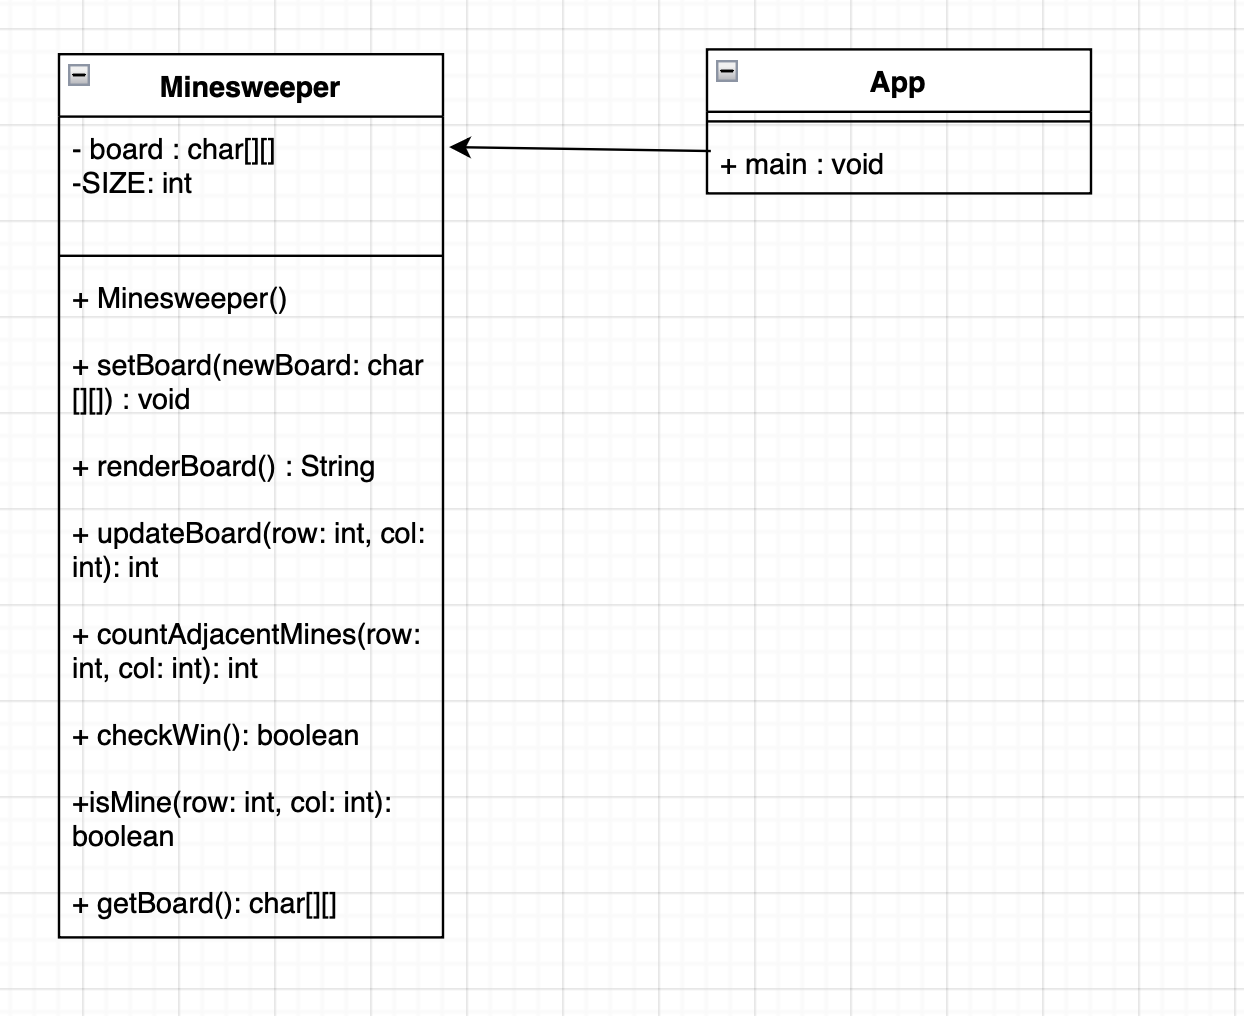 Minesweeper
- board : char[][]
-SIZE: int
+ Minesweeper()
+ setBoard(newBoard: char
[][]) : void
+ renderBoard() : String
+ updateBoard(row: int, col:
int): int
+ countAdjacentMines(row:
int, col: int): int
+ checkWin(): boolean
+isMine(row: int, col: int):
boolean
+ getBoard(): char[][]
App
+ main : void